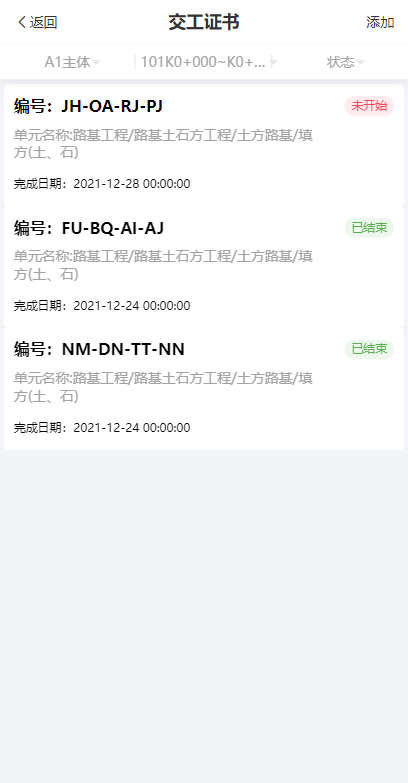 返回
交工证书
添加
A1主体
101K0+000~K0+...
状态
编号：JH-OA-RJ-PJ
未开始
单元名称:路基工程/路基土石方工程/土方路基/填
方(土、石)
完成日期：2021-12-28 00:00:00
编号：FU-BQ-AI-AJ
已结束
单元名称:路基工程/路基土石方工程/土方路基/填
方(土、石)
完成日期：2021-12-24 00:00:00
编号：NM-DN-TT-NN
已结束
单元名称:路基工程/路基土石方工程/土方路基/填
方(土、石)
完成日期：2021-12-24 00:00:00